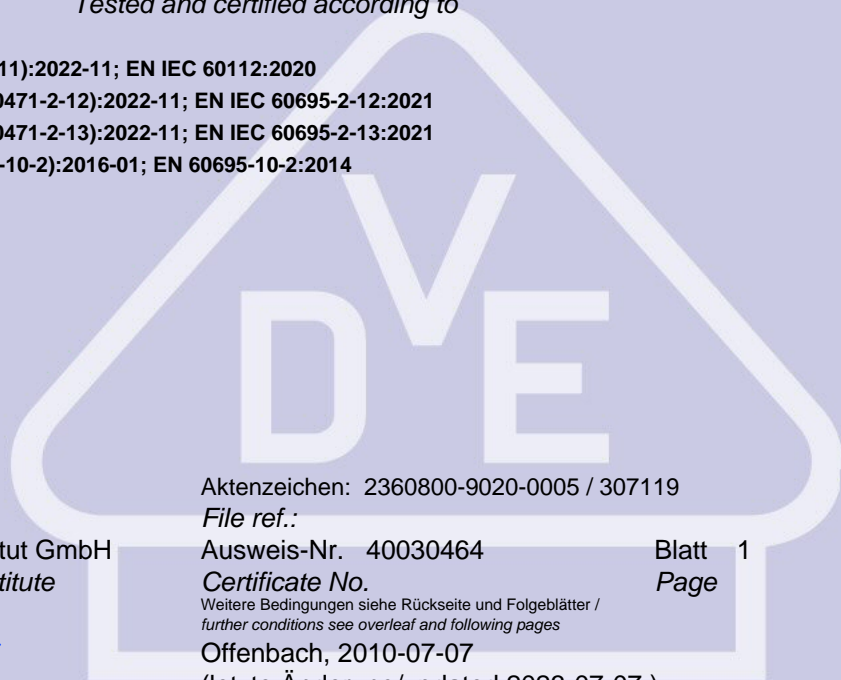 Tested and certified according to
11):2022-11; EN IEC 60112:2020
0471-2-12):2022-11; EN IEC 60695-2-12:2021
0471-2-13):2022-11; EN IEC 60695-2-13:2021
-10-2):2016-01; EN 60695-10-2:2014
VDE
Aktenzeichen: 2360800-9020-0005 / 307119
File ref.:
tut GmbH Ausweis-Nr. 40030464 Blatt 1
titute Certificate No. Page
Weitere Bedingungen siehe Rückseite und Folgeblätter /
further conditions see overleaf and following pages
Offenbach, 2010-07-07